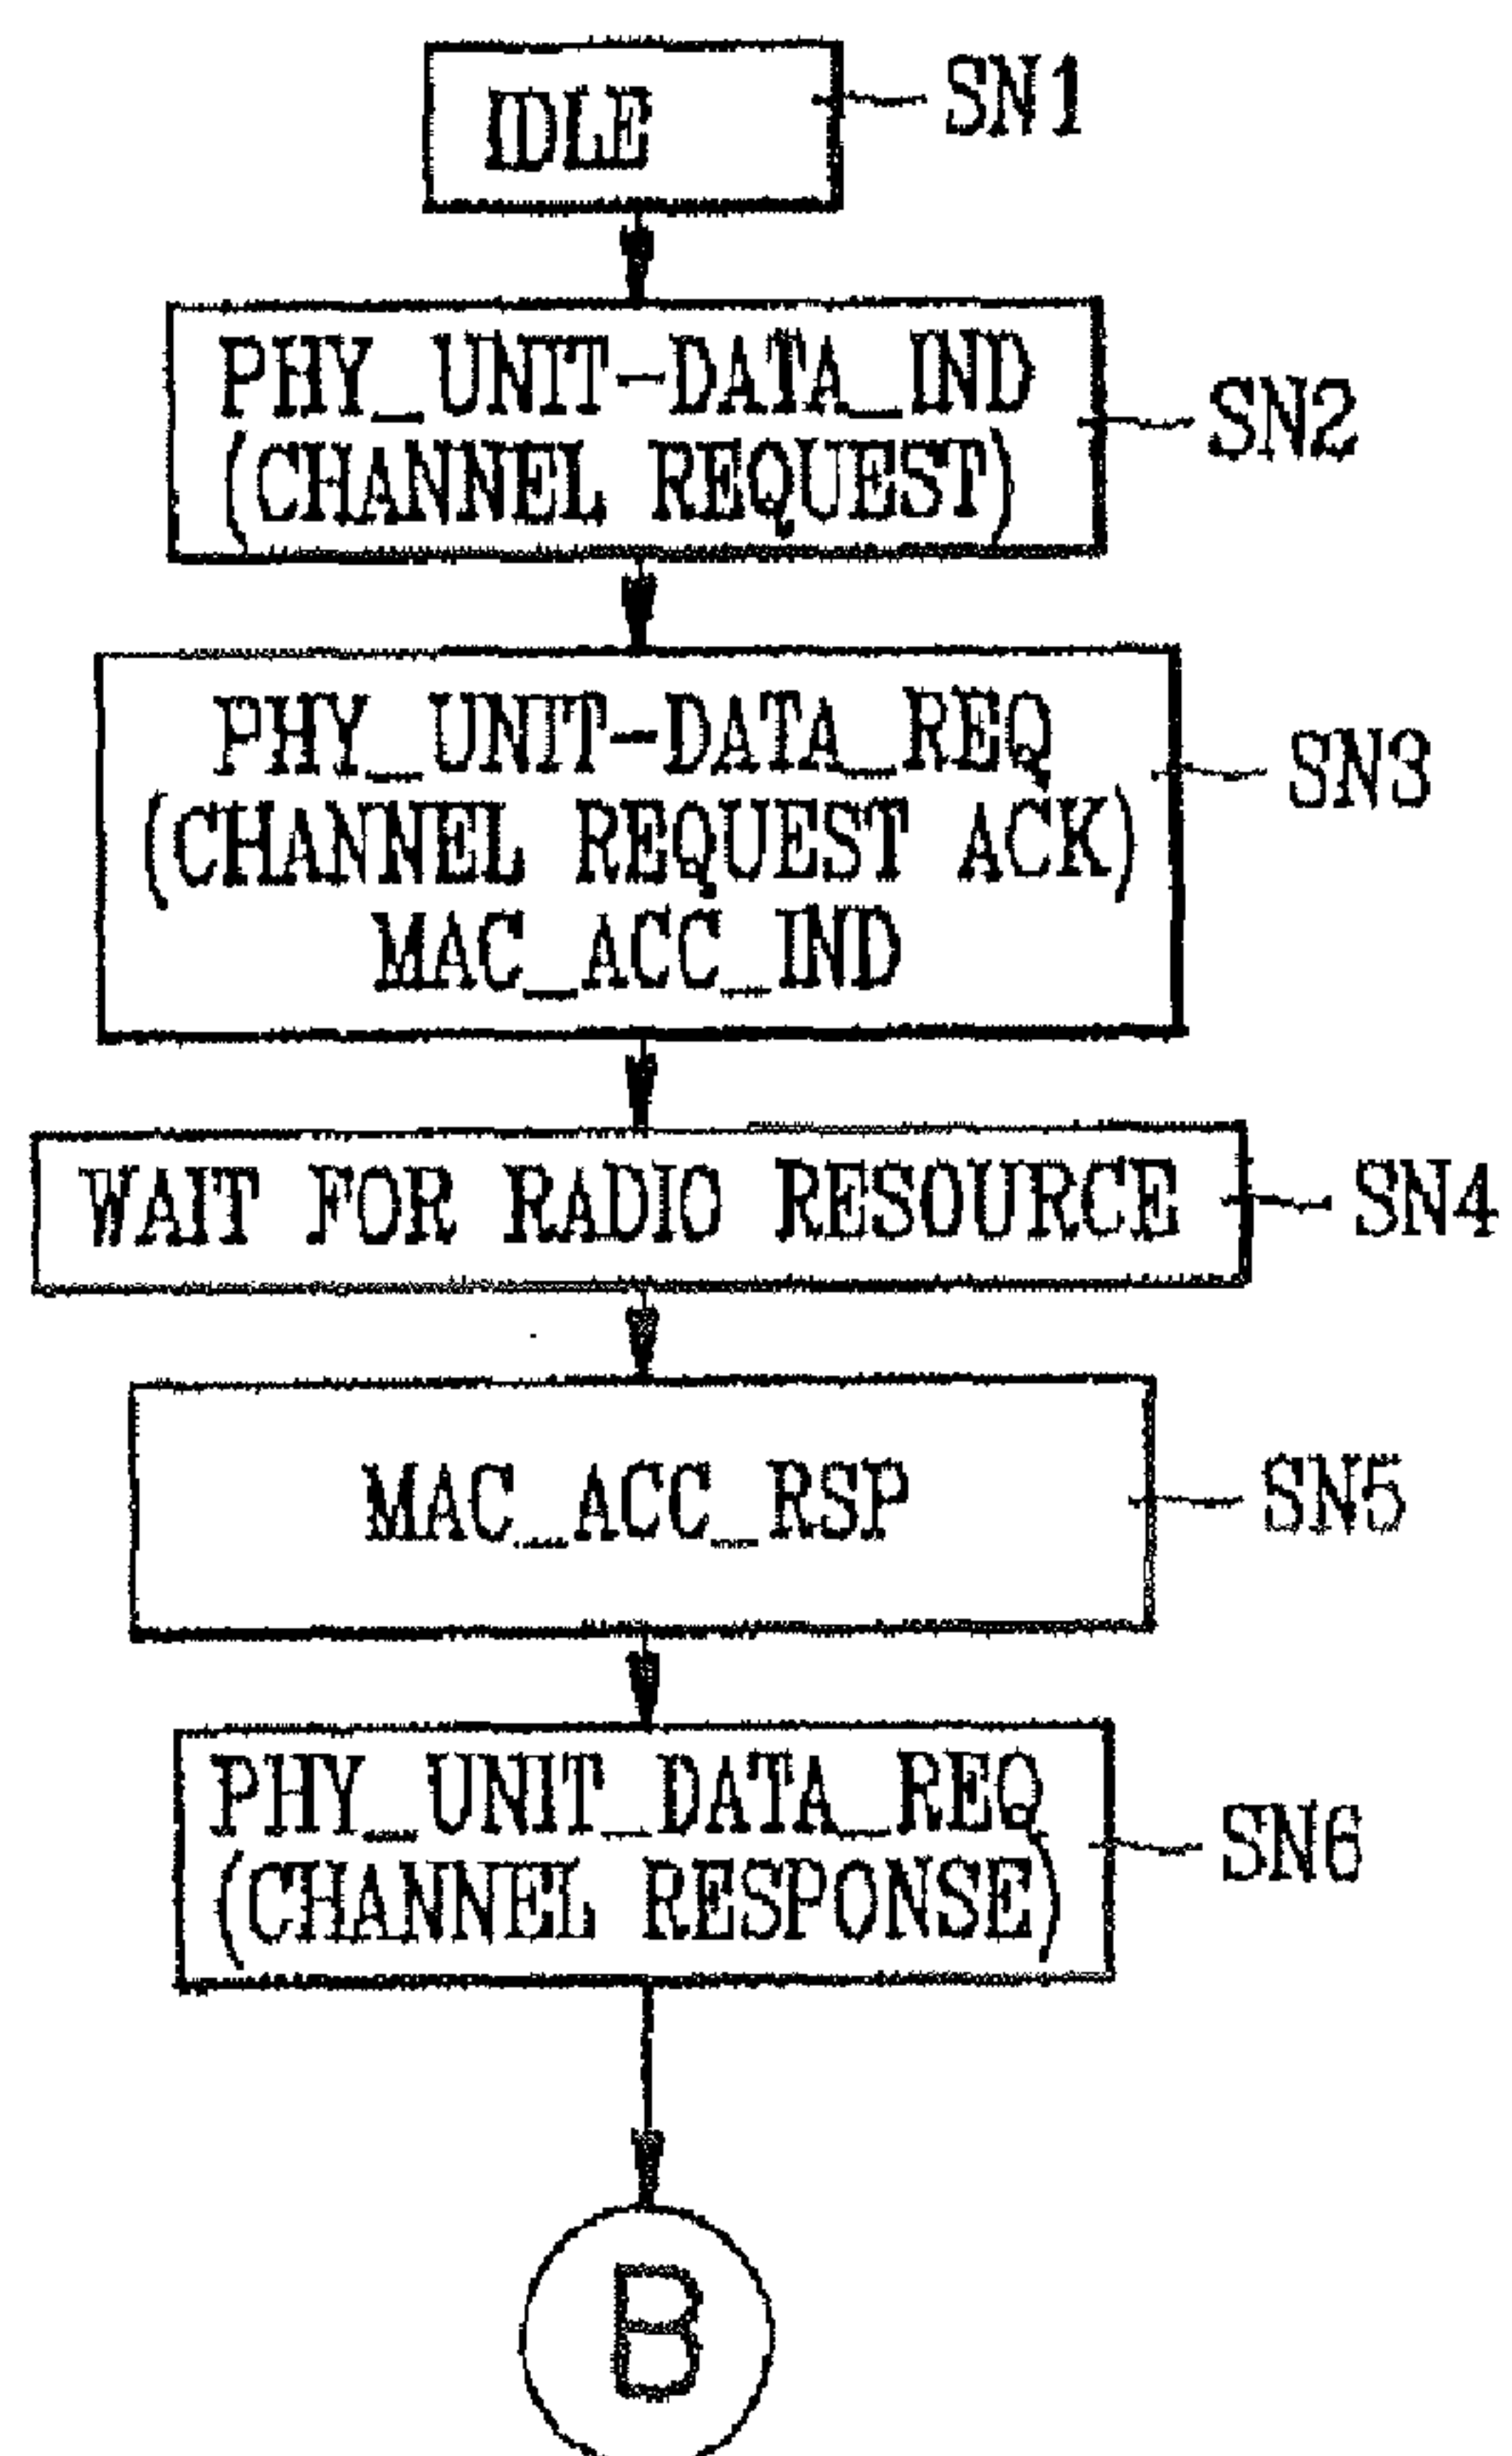 IDLE
SN1
PHY_UNIT-DATA_IND
(CHANNEL REQUEST)
SN2
PHY_UNIT-DATA_REQ
(CHANNEL REQUEST ACK)
MAC_ACC_IND
SN3
WAIT FOR RADIO RESOURCE
SN4
MAC_ACC_RSP
SN5
PHY_UNIT_DATA_REQ
(CHANNEL RESPONSE)
SN6
B